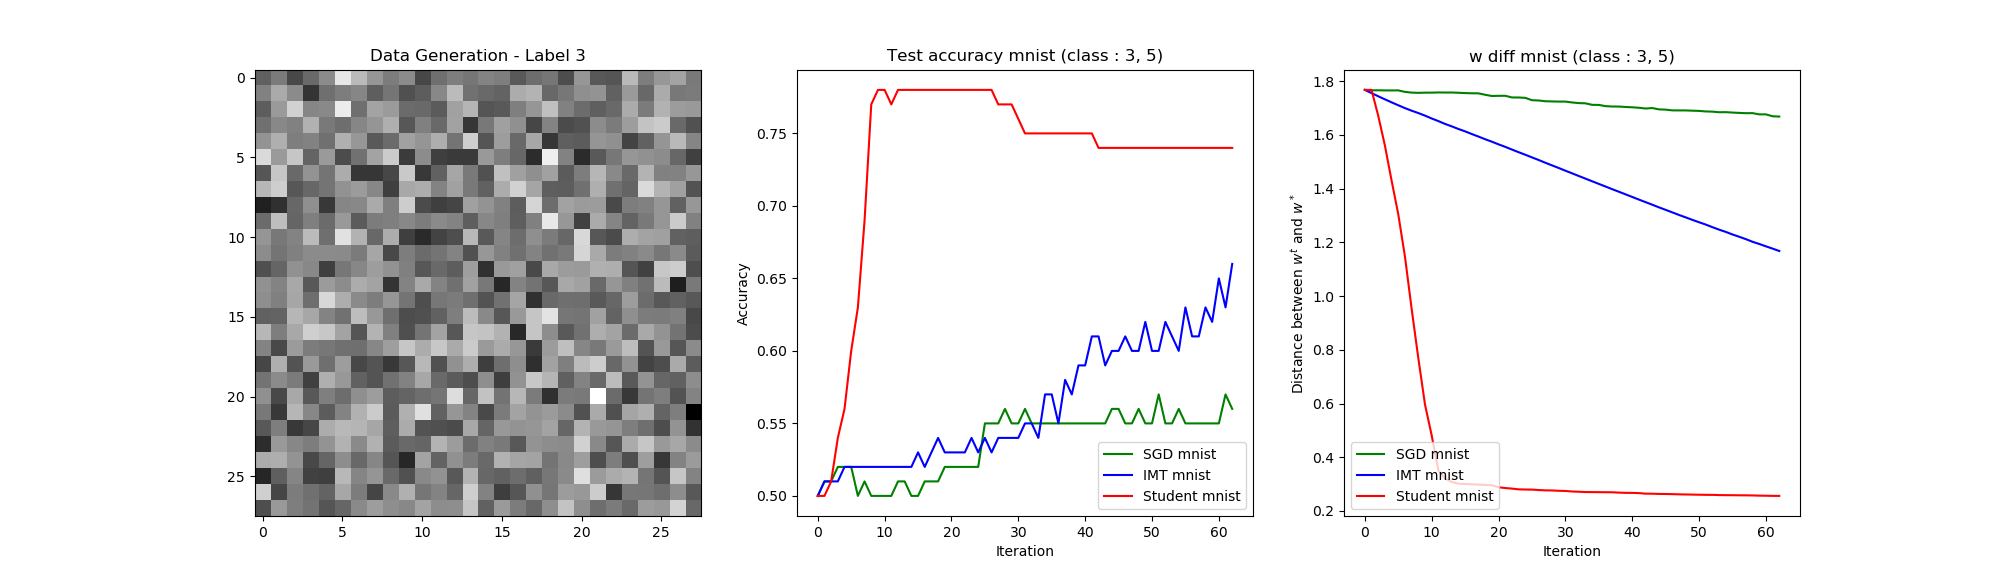 Data Generation - Label 3
0
5
10
15
20
25
0 5 10 15 20 25
Test accuracy mnist (class : 3, 5)
Accuracy
0.75
0.70
0.65
0.60
0.55
0.50
SGD mnist
IMT mnist
Student mnist
0 10 20 30 40 50 60
Iteration
w diff mnist (class : 3, 5)
Distance between w^t and w^*
1.8
1.6
1.4
1.2
1.0
0.8
0.6
0.4
0.2
SGD mnist
IMT mnist
Student mnist
0 10 20 30 40 50 60
Iteration